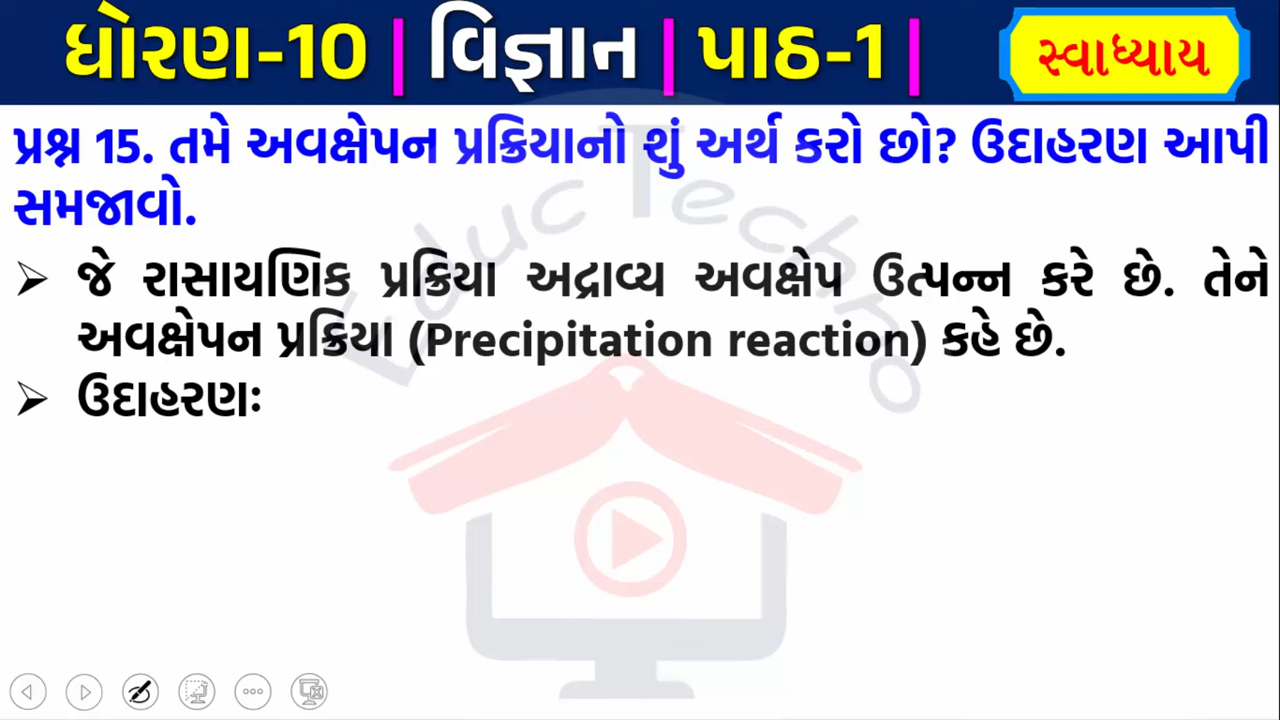 ધોરણ-10 | વિજ્ઞાન | પાઠ-1 |
સ્વાધ્યાય
પ્રશ્ન 15. તમે અવક્ષેપન પ્રક્રિયાનો શું અર્થ કરો છો? ઉદાહરણ આપી
સમજાવો.
➢ જે રાસાયણિક પ્રક્રિયા અદ્રાવ્ય અવક્ષેપ ઉત્પન્ન કરે છે. તેને
અવક્ષેપન પ્રક્રિયા (Precipitation reaction) કહે છે.
➢ ઉદાહરણઃ
EducTechho